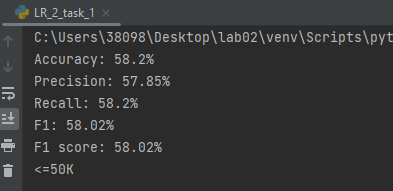 LR_2_task_1
C:\Users\38098\Desktop\lab02\venv\Scripts\pyt
Accuracy: 58.2%
Precision: 57.85%
Recall: 58.2%
F1: 58.02%
F1 score: 58.02%
<=50K